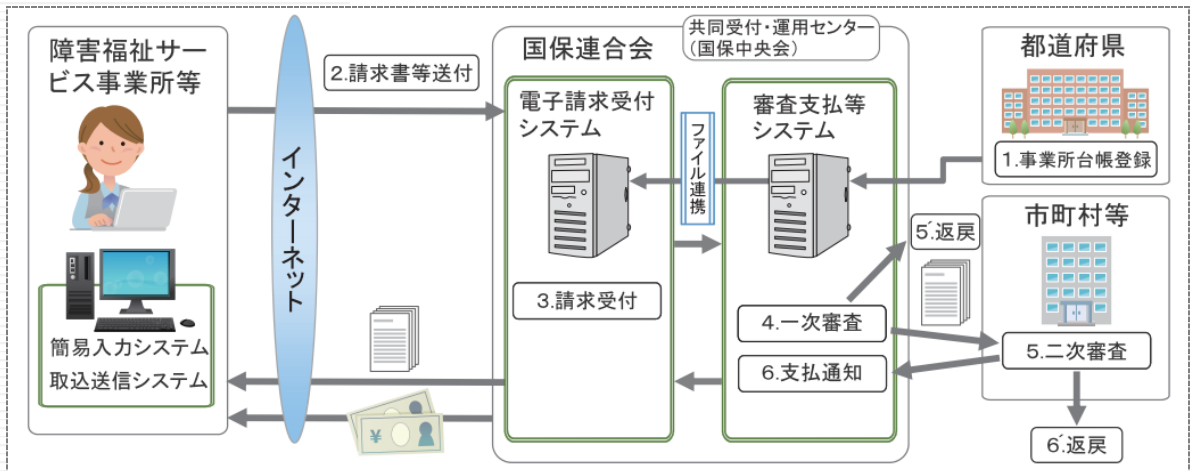 障害福祉サー
ビス事業所等
簡易入力システム
取込送信システム
インターネット
2.請求書等送付
国保連合会
共同受付・運用センター
(国保中央会)
電子請求受付
システム
3.請求受付
ファイル連携
審査支払等
システム
4.一次審査
6.支払通知
都道府県
1.事業所台帳登録
市町村等
5´.返戻
5.二次審査
6´.返戻
¥